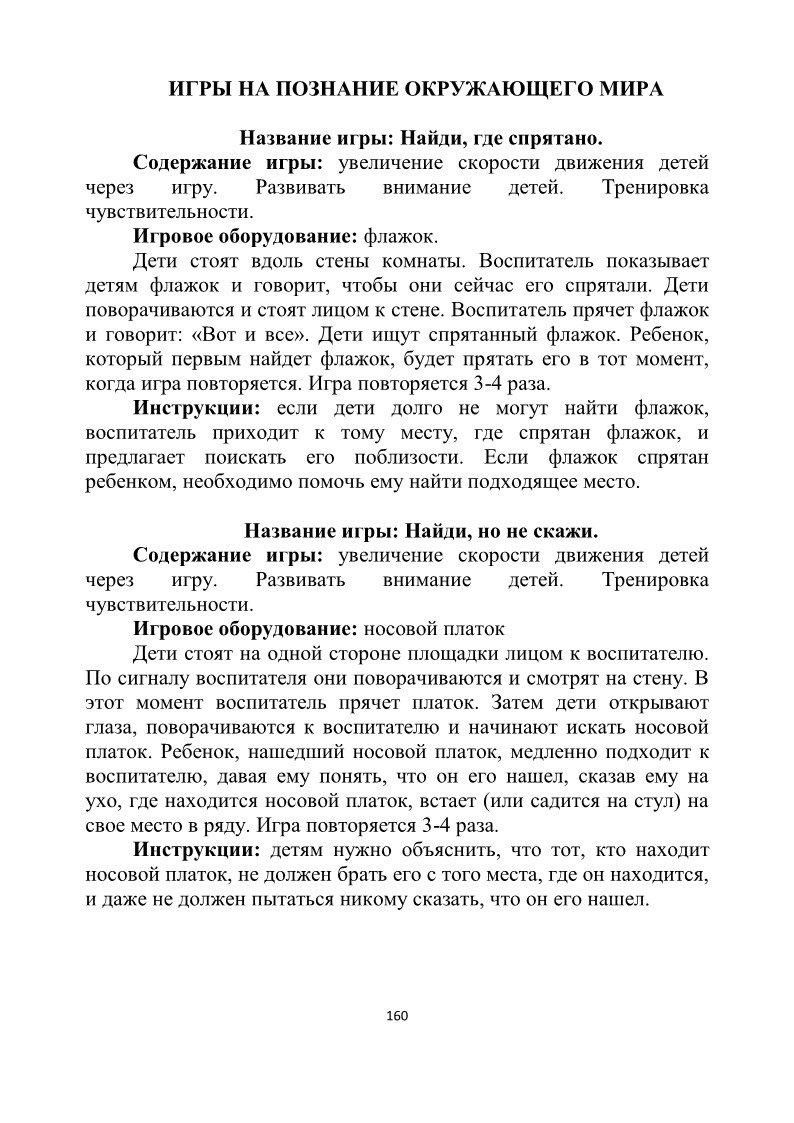 ИГРЫ НА ПОЗНАНИЕ ОКРУЖАЮЩЕГО МИРА
Название игры: Найди, где спрятано.
Содержание игры: увеличение скорости движения детей
через игру. Развивать внимание детей. Тренировка
чувствительности.
Игровое оборудование: флажок.
Дети стоят вдоль стены комнаты. Воспитатель показывает
детям флажок и говорит, чтобы они сейчас его спрятали. Дети
поворачиваются и стоят лицом к стене. Воспитатель прячет флажок
и говорит: «Вот и все». Дети ищут спрятанный флажок. Ребенок,
который первым найдет флажок, будет прятать его в тот момент,
когда игра повторяется. Игра повторяется 3-4 раза.
Инструкции: если дети долго не могут найти флажок,
воспитатель приходит к тому месту, где спрятан флажок, и
предлагает поискать его поблизости. Если флажок спрятан
ребенком, необходимо помочь ему найти подходящее место.
Название игры: Найди, но не скажи.
Содержание игры: увеличение скорости движения детей
через игру. Развивать внимание детей. Тренировка
чувствительности.
Игровое оборудование: носовой платок
Дети стоят на одной стороне площадки лицом к воспитателю.
По сигналу воспитателя они поворачиваются и смотрят на стену. В
этот момент воспитатель прячет платок. Затем дети открывают
глаза, поворачиваются к воспитателю и начинают искать носовой
платок. Ребенок, нашедший носовой платок, медленно подходит к
воспитателю, давая ему понять, что он его нашел, сказав ему на
ухо, где находится носовой платок, встает (или садится на стул) на
свое место в ряду. Игра повторяется 3-4 раза.
Инструкции: детям нужно объяснить, что тот, кто находит
носовой платок, не должен брать его с того места, где он находится,
и даже не должен пытаться никому сказать, что он его нашел.
160